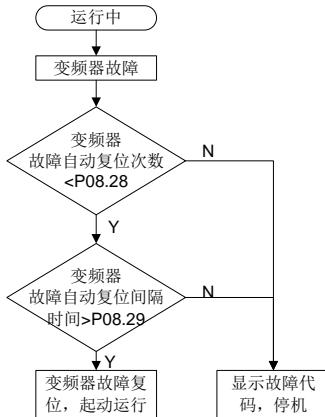 运行中
变频器故障
变频器
故障自动复位次数
<P08.28
N
Y
变频器
故障自动复位间隔
时间>P08.29
N
Y
变频器故障复
位，起动运行
显示故障代
码，停机